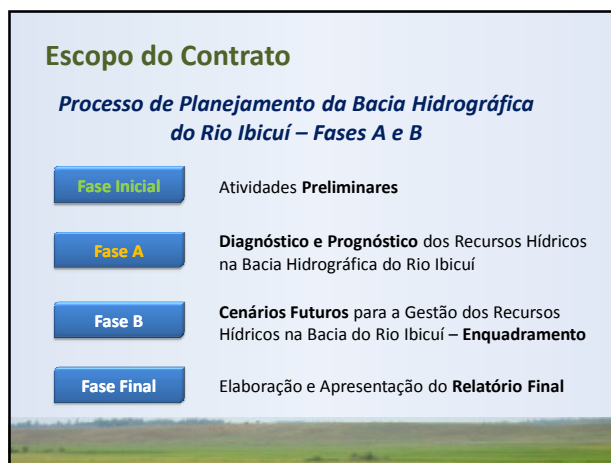 Escopo do Contrato
Processo de Planejamento da Bacia Hidrográfica
do Rio Ibicuí – Fases A e B
Fase Inicial
Atividades Preliminares
Fase A
Diagnóstico e Prognóstico dos Recursos Hídricos
na Bacia Hidrográfica do Rio Ibicuí
Fase B
Cenários Futuros para a Gestão dos Recursos
Hídricos na Bacia do Rio Ibicuí – Enquadramento
Fase Final
Elaboração e Apresentação do Relatório Final